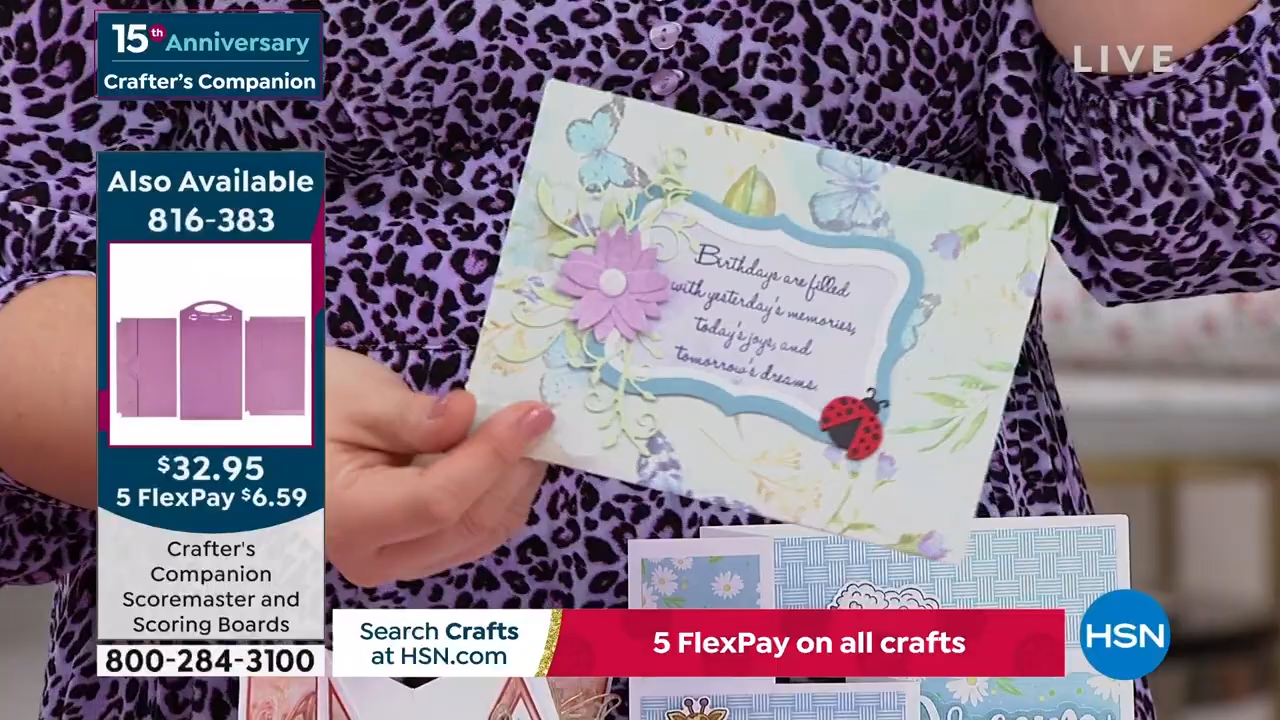 15th Anniversary
Crafter's Companion
LIVE
Also Available
816-383
$32.95
5 FlexPay $6.59
Crafter's
Companion
Scoremaster and
Scoring Boards
800-284-3100
Birthdays are filled
with yesterday's memories,
today's joys, and
tomorrow's dreams.
Search Crafts
at HSN.com
5 FlexPay on all crafts
HSN